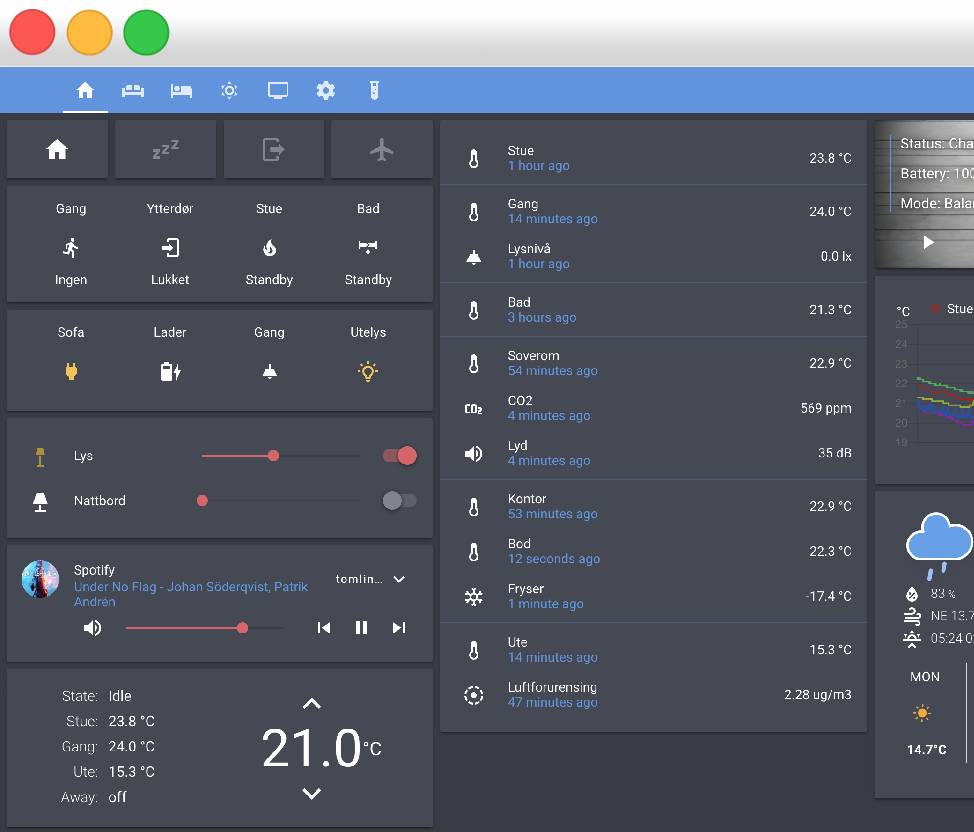 zzz
Gang Ytterdør Stue Bad
Ingen Lukket Standby Standby
Sofa Lader Gang Utelys
Lys
Nattbord
Spotify
Under No Flag - Johan Söderqvist, Patrik
Andrén
tomlin...
State: Idle
Stue: 23.8 °C
Gang: 24.0 °C
Ute: 15.3 °C
Away: off
21.0°C
Stue 23.8 °C
1 hour ago
Gang 24.0 °C
14 minutes ago
Lysnivå 0.0 lx
1 hour ago
Bad 21.3 °C
3 hours ago
Soverom 22.9 °C
54 minutes ago
CO2 CO2 569 ppm
4 minutes ago
Lyd 35 dB
4 minutes ago
Kontor 22.9 °C
53 minutes ago
Bod 22.3 °C
12 seconds ago
Fryser -17.4 °C
1 minute ago
Ute 15.3 °C
14 minutes ago
Luftforurensing 2.28 ug/m3
47 minutes ago
Status: Cha
Battery: 100
Mode: Bala
°C Stue
25
24
23
22
21
20
19
83 %
NE 13.7
05:24 0
MON
14.7°C